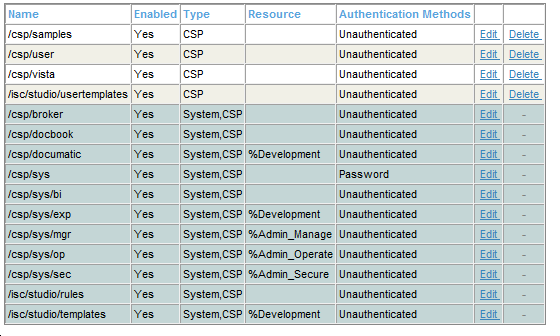 Name Enabled Type Resource Authentication Methods
/csp/samples Yes CSP Unauthenticated Edit Delete
/csp/user Yes CSP Unauthenticated Edit Delete
/csp/vista Yes CSP Unauthenticated Edit Delete
/isc/studio/usertemplates Yes CSP Unauthenticated Edit Delete
/csp/broker Yes System,CSP Unauthenticated Edit -
/csp/docbook Yes System,CSP Unauthenticated Edit -
/csp/documatic Yes System,CSP %Development Unauthenticated Edit -
/csp/sys Yes System,CSP Password Edit -
/csp/sys/bi Yes System,CSP Unauthenticated Edit -
/csp/sys/exp Yes System,CSP %Development Unauthenticated Edit -
/csp/sys/mgr Yes System,CSP %Admin_Manage Unauthenticated Edit -
/csp/sys/op Yes System,CSP %Admin_Operate Unauthenticated Edit -
/csp/sys/sec Yes System,CSP %Admin_Secure Unauthenticated Edit -
/isc/studio/rules Yes System,CSP Unauthenticated Edit -
/isc/studio/templates Yes System,CSP %Development Unauthenticated Edit -